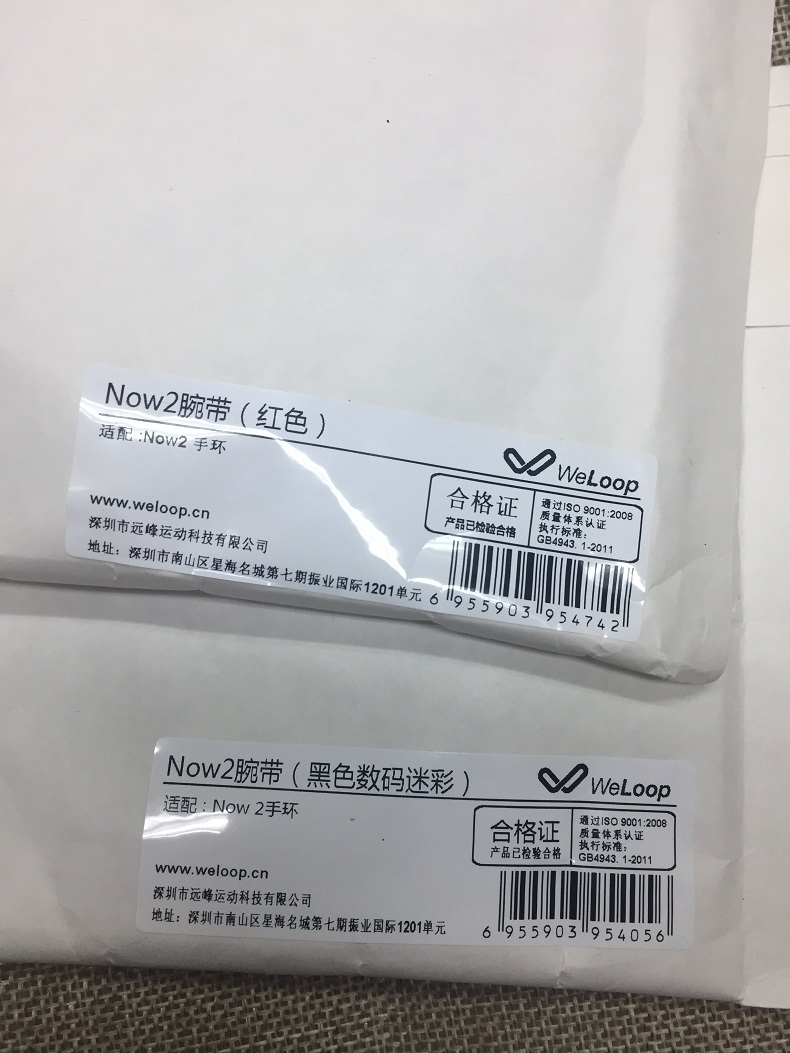 Now2腕带（红色）
适配:Now2 手环
WeLoop
合格证
产品已检验合格
通过ISO 9001:2008
质量体系认证
执行标准:
GB4943. 1-2011
www.weloop.cn
深圳市远峰运动科技有限公司
地址：深圳市南山区星海名城第七期振业国际1201单元
6 955903 954742
Now2腕带（黑色数码迷彩）
适配：Now 2手环
WeLoop
合格证
产品已检验合格
通过ISO 9001:2008
质量体系认证
执行标准:
GB4943. 1-2011
www.weloop.cn
深圳市远峰运动科技有限公司
地址：深圳市南山区星海名城第七期振业国际1201单元
6 955903 954056